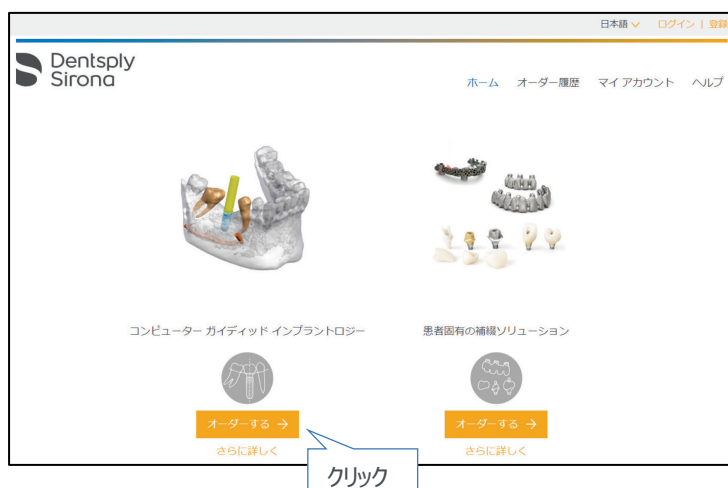 日本語 ログイン | 登録
Dentsply
Sirona
ホーム オーダー履歴 マイ アカウント ヘルプ
コンピューター ガイディッド インプラントロジー 患者固有の補綴ソリューション
オーダーする → オーダーする →
さらに詳しく さらに詳しく
クリック